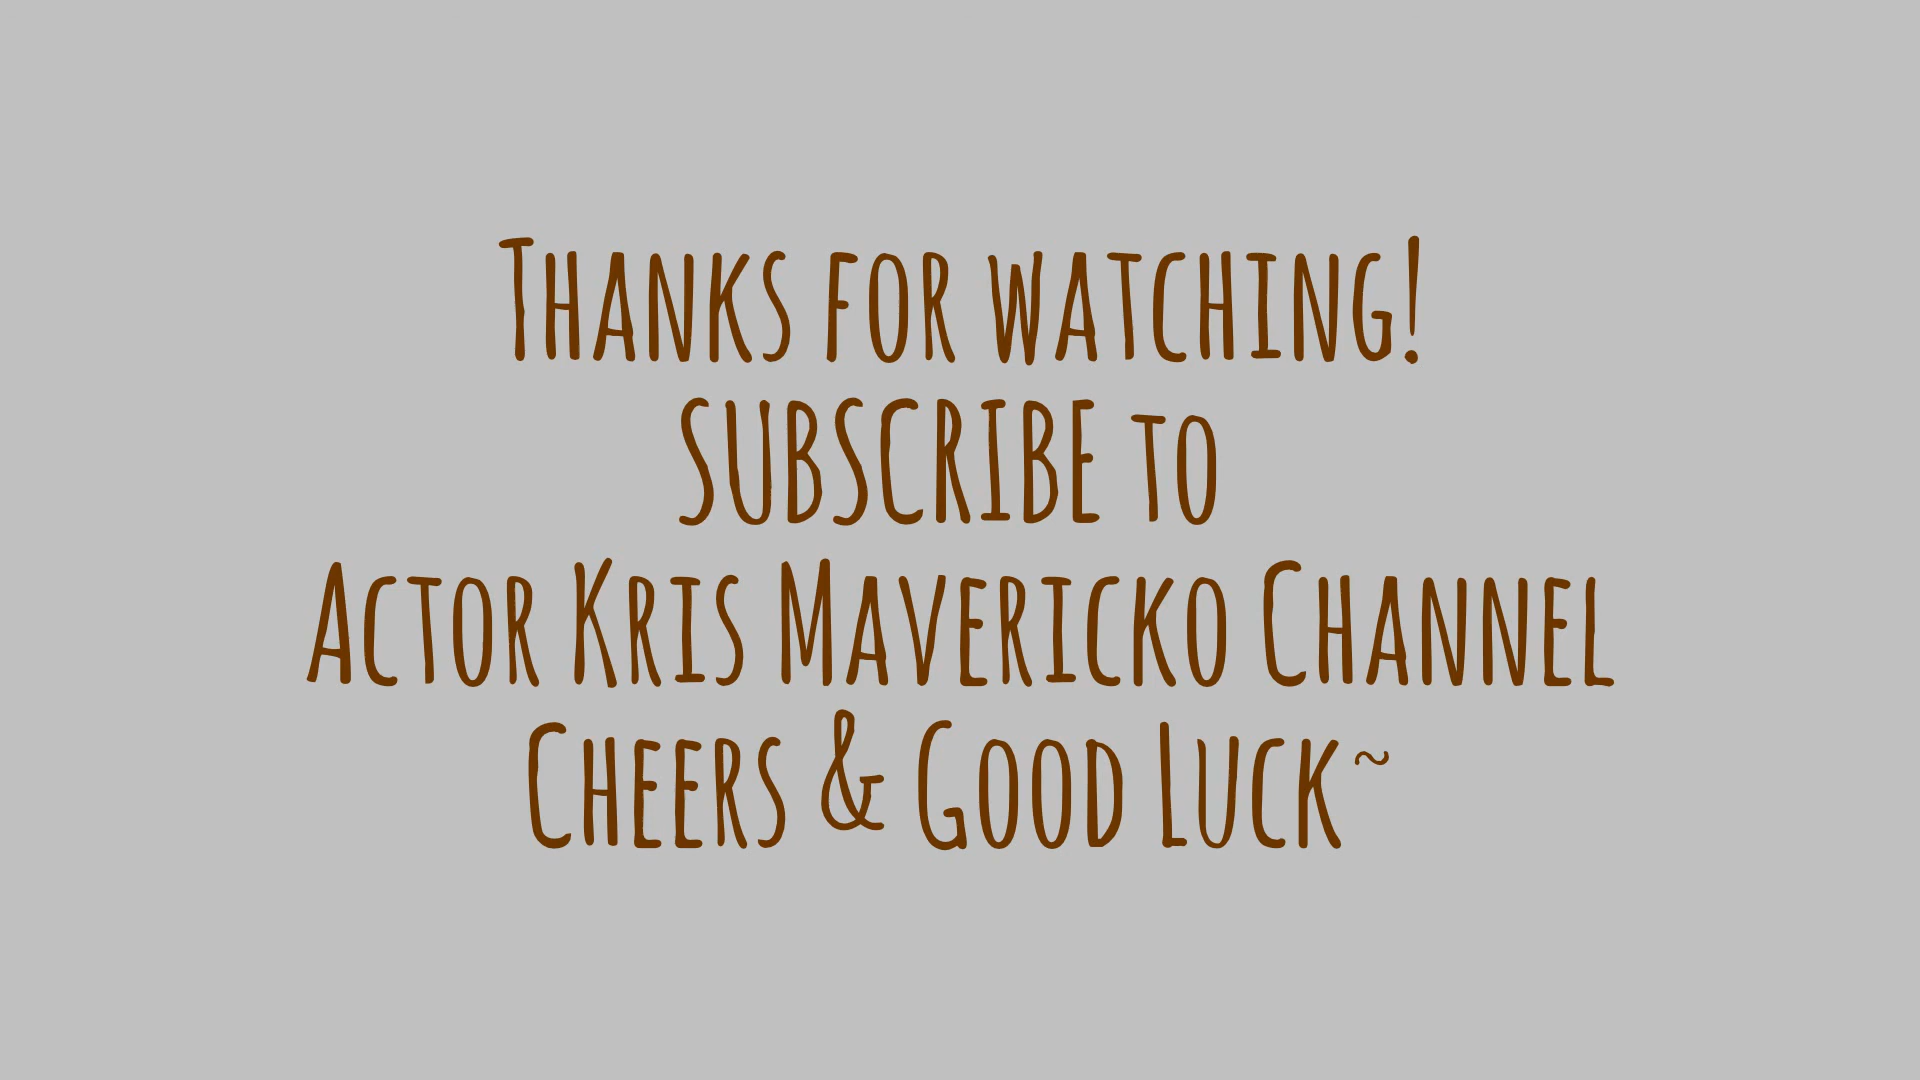 Thanks for watching!
SUBSCRIBE to
Actor Kris Mavericko Channel
Cheers & Good Luck~